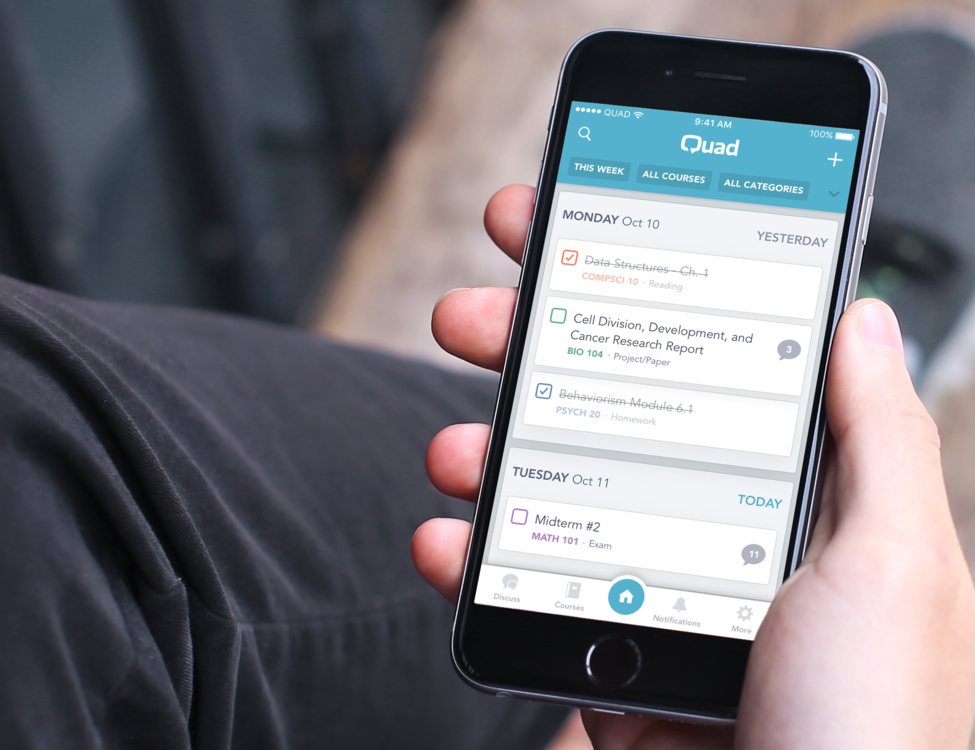 QUAD 9:41 AM 100%
Quad
THIS WEEK ALL COURSES ALL CATEGORIES
MONDAY Oct 10 YESTERDAY
Data Structures - Ch. 1
COMPSCI 10 · Reading
Cell Division, Development, and
Cancer Research Report
3
BIO 104 · Project/Paper
Behaviorism Module 6.1
PSYCH 20 · Homework
TUESDAY Oct 11 TODAY
Midterm #2
MATH 101 · Exam
11
Discuss Courses Notifications More